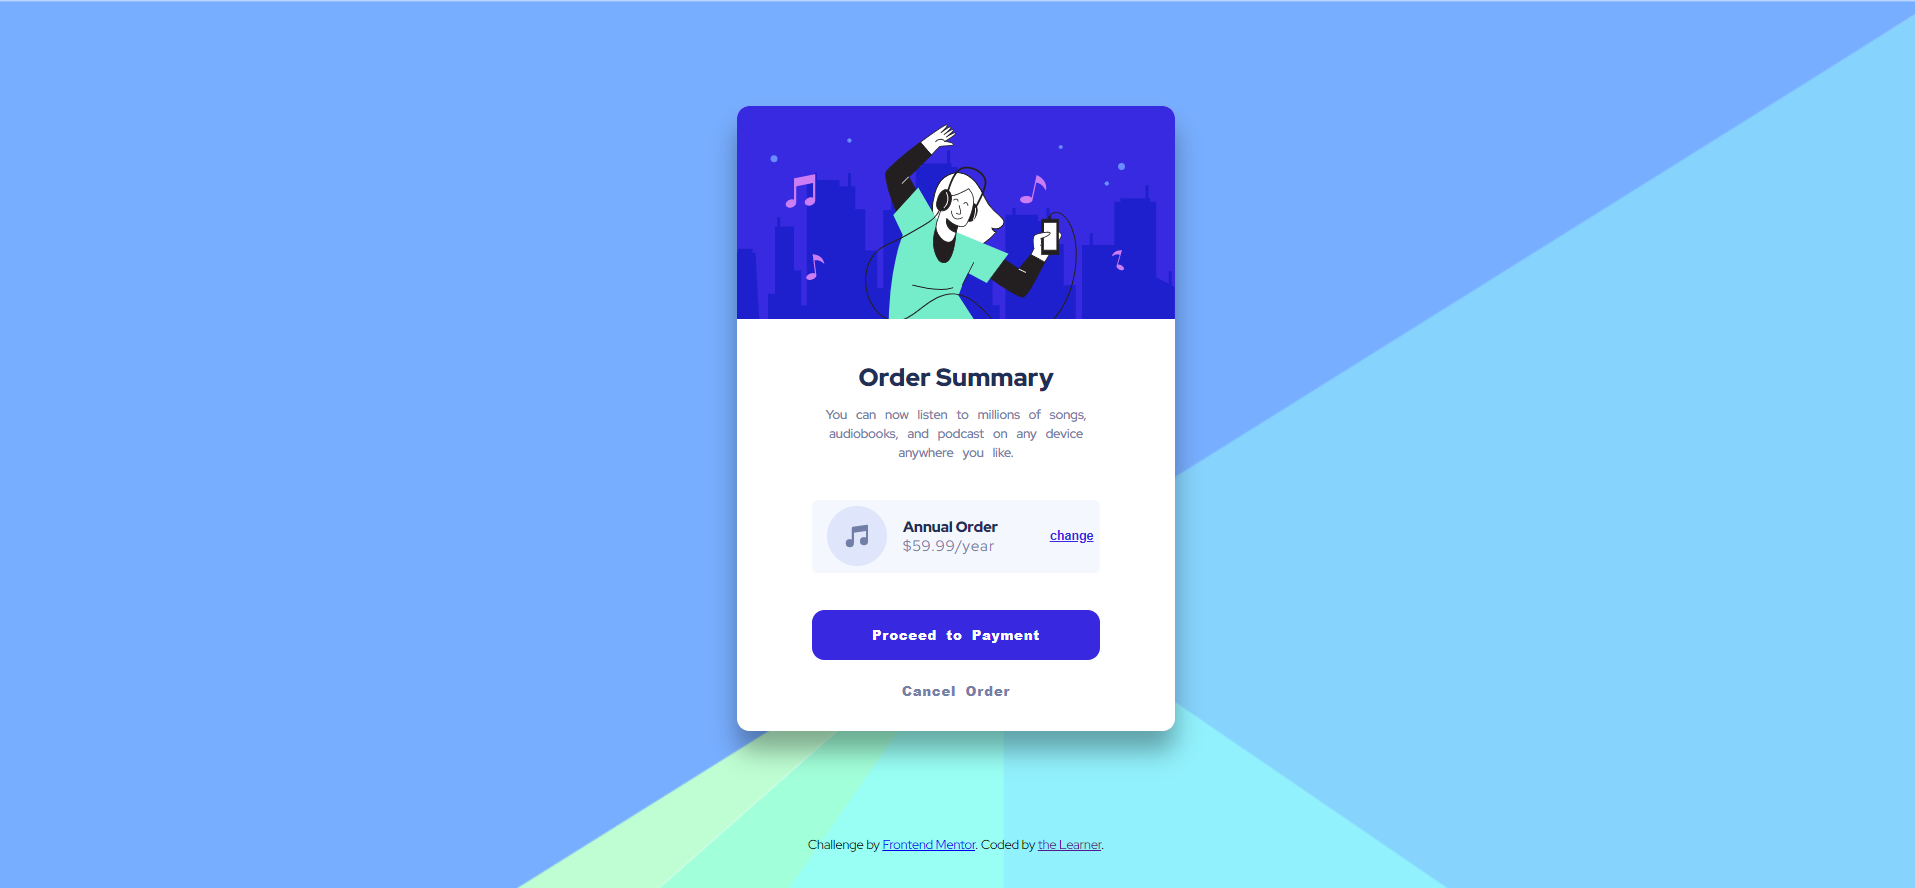 Order Summary
You can now listen to millions of songs,
audiobooks, and podcast on any device
anywhere you like.
Annual Order
$59.99/year
change
Proceed to Payment
Cancel Order
Challenge by Frontend Mentor. Coded by the Learner.